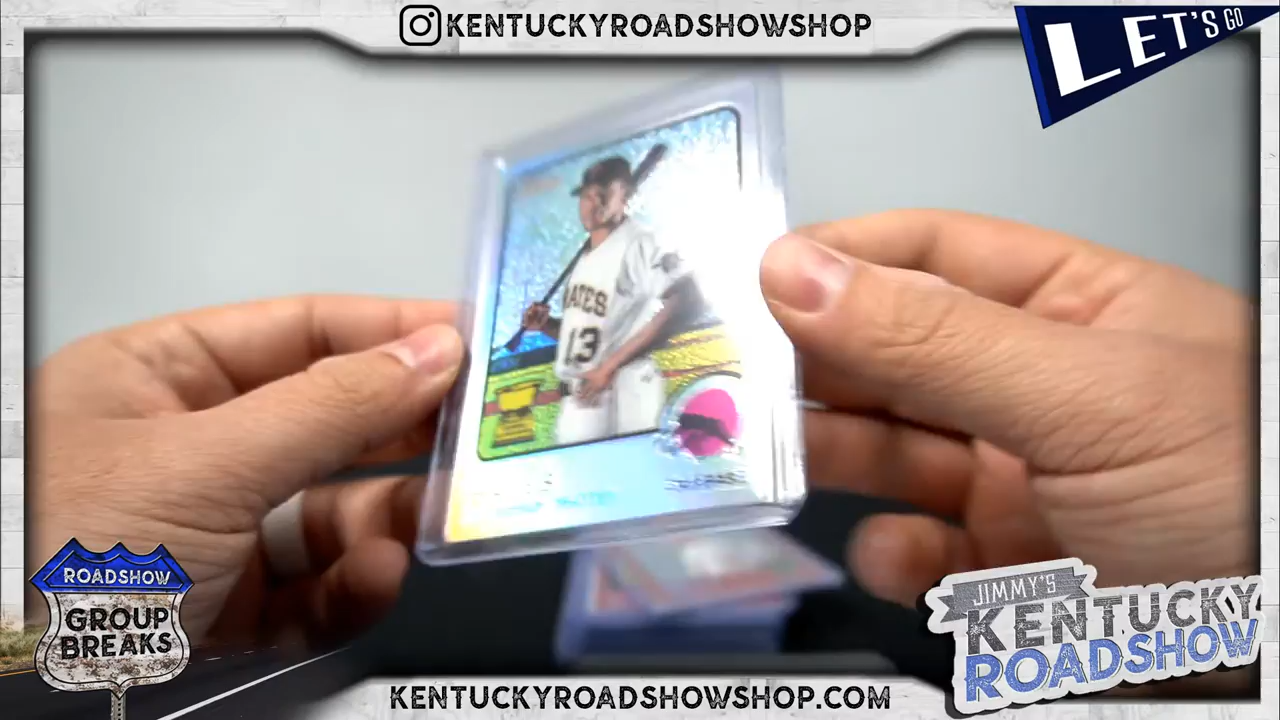 KENTUCKYROADSHOWSHOP
LET'S GO
ATES
13
ROADSHOW
GROUP
BREAKS
JIMMY'S
KENTUCKY
ROADSHOW
KENTUCKYROADSHOWSHOP.COM